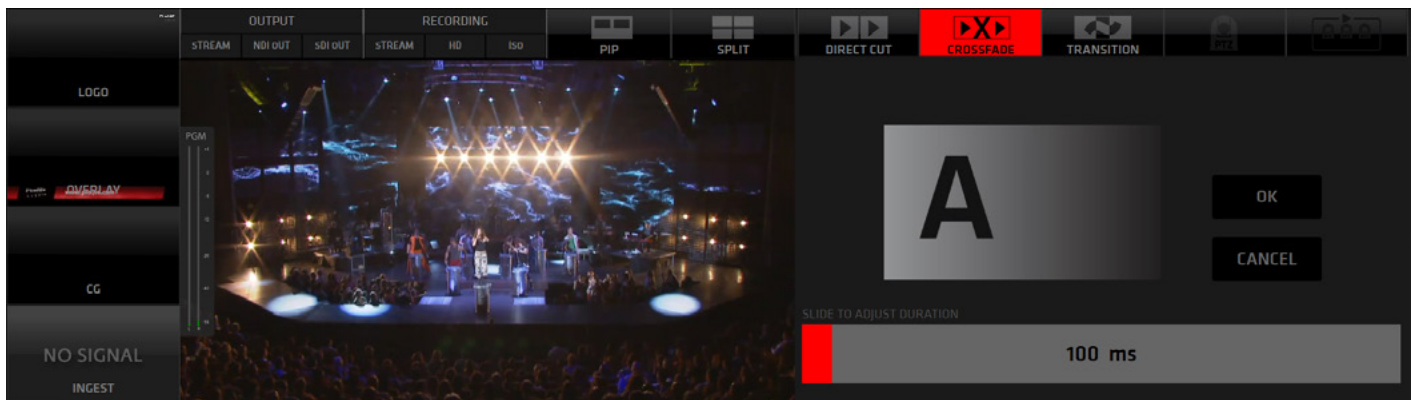 OUTPUT
RECORDING
STREAM NDI OUT SDI OUT STREAM HD ISO
PIP
SPLIT
DIRECT CUT
CROSSFADE
TRANSITION
PTZ
LOGO
PGM
OVERLAY
CG
NO SIGNAL
INGEST
A
OK
CANCEL
SLIDE TO ADJUST DURATION
100 ms